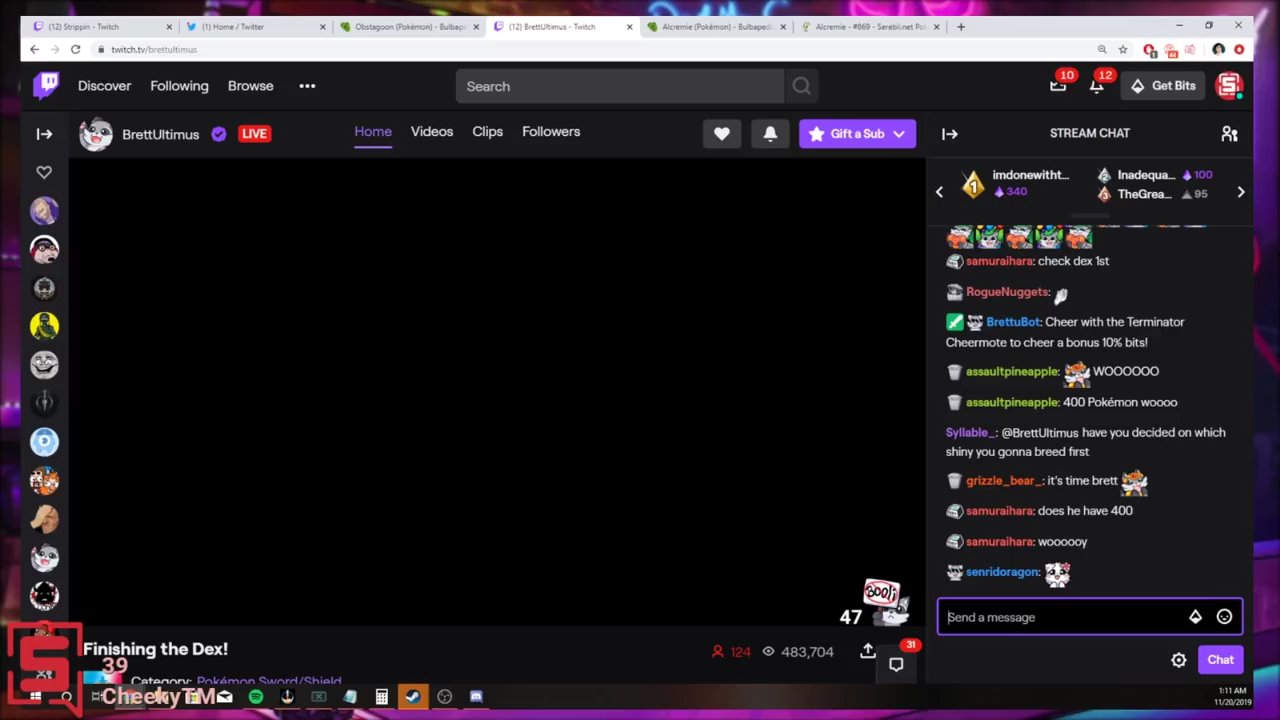 (12) Strippin - Twitch
(1) Home / Twitter
Obstagoon (Pokémon) - Bulbap
(12) BrettUltimus - Twitch
Alcremie (Pokémon) - Bulbaped
Alcremie - #869 - Serebii.net Po
twitch.tv/brettultimus
Discover
Following
Browse
Search
10
12
Get Bits
BrettUltimus
LIVE
Home
Videos
Clips
Followers
Gift a Sub
STREAM CHAT
1
imdonewitht...
340
2
Inadequa...
100
3
TheGrea...
95
samuraihara: check dex 1st
RogueNuggets:
BrettuBot: Cheer with the Terminator
Cheermote to cheer a bonus 10% bits!
assaultpineapple: WOOOOOO
assaultpineapple: 400 Pokémon woooo
Syllable_: @BrettUltimus have you decided on which
shiny you gonna breed first
grizzle_bear_: it's time brett
samuraihara: does he have 400
samuraihara: woooooy
senridoragon:
BOO!
47
Send a message
Chat
Finishing the Dex!
124
483,704
31
Category: Pokémon Sword/Shield
S
39
CheekyTM
1:11 AM
11/20/2019